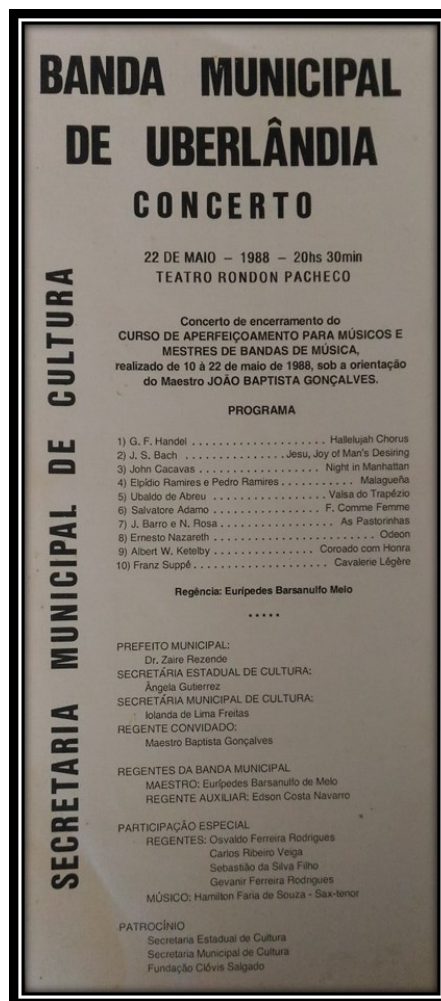 BANDA MUNICIPAL
DE UBERLÂNDIA
CONCERTO
22 DE MAIO – 1988 – 20hs 30min
TEATRO RONDON PACHECO
SECRETARIA MUNICIPAL DE CULTURA
Concerto de encerramento do
CURSO DE APERFEIÇOAMENTO PARA MÚSICOS E
MESTRES DE BANDAS DE MÚSICA,
realizado de 10 à 22 de maio de 1988, sob a orientação
do Maestro JOÃO BAPTISTA GONÇALVES.
PROGRAMA
1) G. F. Handel . . . . . . . . . . . . . . . . . . . . . Hallelujah Chorus
2) J. S. Bach . . . . . . . . . . . . . . . Jesu, Joy of Man's Desiring
3) John Cacavas . . . . . . . . . . . . . . . . . . . Night in Manhattan
4) Elpídio Ramires e Pedro Ramires . . . . . . . . . . . Malagueña
5) Ubaldo de Abreu . . . . . . . . . . . . . . . . . . . . Valsa do Trapézio
6) Salvatore Adamo . . . . . . . . . . . . . . . . . . . F. Comme Femme
7) J. Barro e N. Rosa . . . . . . . . . . . . . . . . . . As Pastorinhas
8) Ernesto Nazareth . . . . . . . . . . . . . . . . . . . . . . . . . Odeon
9) Albert W. Ketelby . . . . . . . . . . . . . . . Coroado com Honra
10) Franz Suppê . . . . . . . . . . . . . . . . . . . . . Cavalerie Légère
Regência: Eurípedes Barsanulfo Melo
. . . . .
PREFEITO MUNICIPAL:
Dr. Zaire Rezende
SECRETÁRIA ESTADUAL DE CULTURA:
Ângela Gutierrez
SECRETÁRIA MUNICIPAL DE CULTURA:
Iolanda de Lima Freitas
REGENTE CONVIDADO:
Maestro Baptista Gonçalves
REGENTES DA BANDA MUNICIPAL
MAESTRO: Eurípedes Barsanulfo de Melo
REGENTE AUXILIAR: Edson Costa Navarro
PARTICIPAÇÃO ESPECIAL
REGENTES: Osvaldo Ferreira Rodrigues
Carlos Ribeiro Veiga
Sebastião da Silva Filho
Gevanir Ferreira Rodrigues
MÚSICO: Hamilton Faria de Souza - Sax-tenor
PATROCÍNIO
Secretaria Estadual de Cultura
Secretaria Municipal de Cultura
Fundação Clóvis Salgado